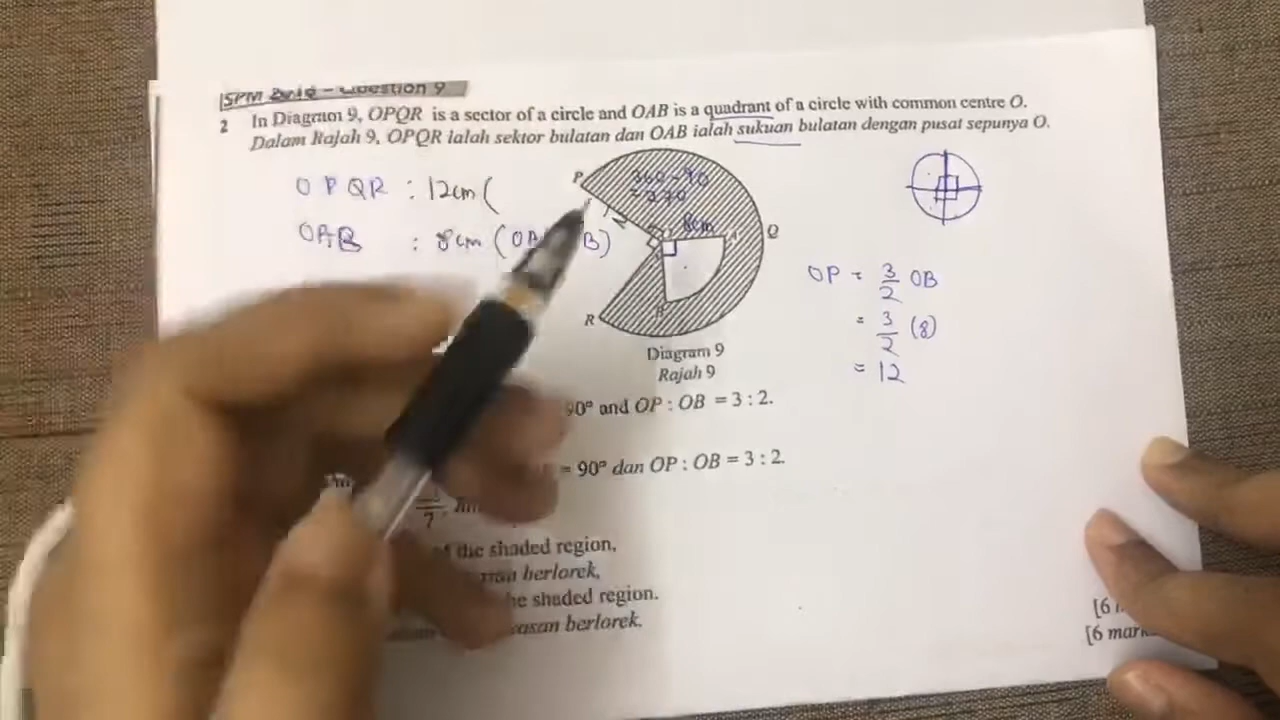 SPM 2016 - Question 9
2 In Diagram 9, OPQR is a sector of a circle and OAB is a quadrant of a circle with common centre O.
Dalam Rajah 9, OPQR ialah sektor bulatan dan OAB ialah sukuan bulatan dengan pusat sepunya O.
OPQR : 12cm (
OAB : 8cm (OA B)
P
360-90
=270
8cm
A
Q
B
R
OP = 3/2 OB
= 3/2 (8)
= 12
Diagram 9
Rajah 9
90° and OP : OB = 3 : 2.
= 90° dan OP : OB = 3 : 2.
7
the shaded region,
berlorek,
the shaded region.
berlorek.
[6
[6